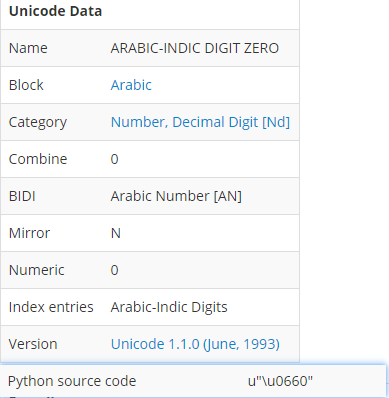 Unicode Data
Name ARABIC-INDIC DIGIT ZERO
Block Arabic
Category Number, Decimal Digit [Nd]
Combine 0
BIDI Arabic Number [AN]
Mirror N
Numeric 0
Index entries Arabic-Indic Digits
Version Unicode 1.1.0 (June, 1993)
Python source code u"\u0660"